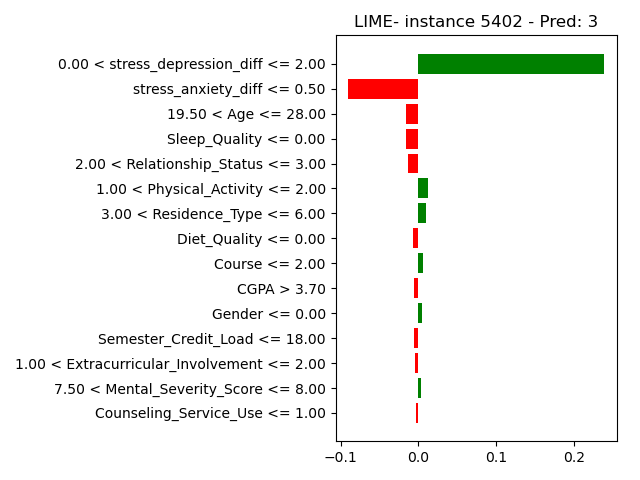 LIME- instance 5402 - Pred: 3
0.00 < stress_depression_diff <= 2.00
stress_anxiety_diff <= 0.50
19.50 < Age <= 28.00
Sleep_Quality <= 0.00
2.00 < Relationship_Status <= 3.00
1.00 < Physical_Activity <= 2.00
3.00 < Residence_Type <= 6.00
Diet_Quality <= 0.00
Course <= 2.00
CGPA > 3.70
Gender <= 0.00
Semester_Credit_Load <= 18.00
1.00 < Extracurricular_Involvement <= 2.00
7.50 < Mental_Severity_Score <= 8.00
Counseling_Service_Use <= 1.00
−0.1 0.0 0.1 0.2